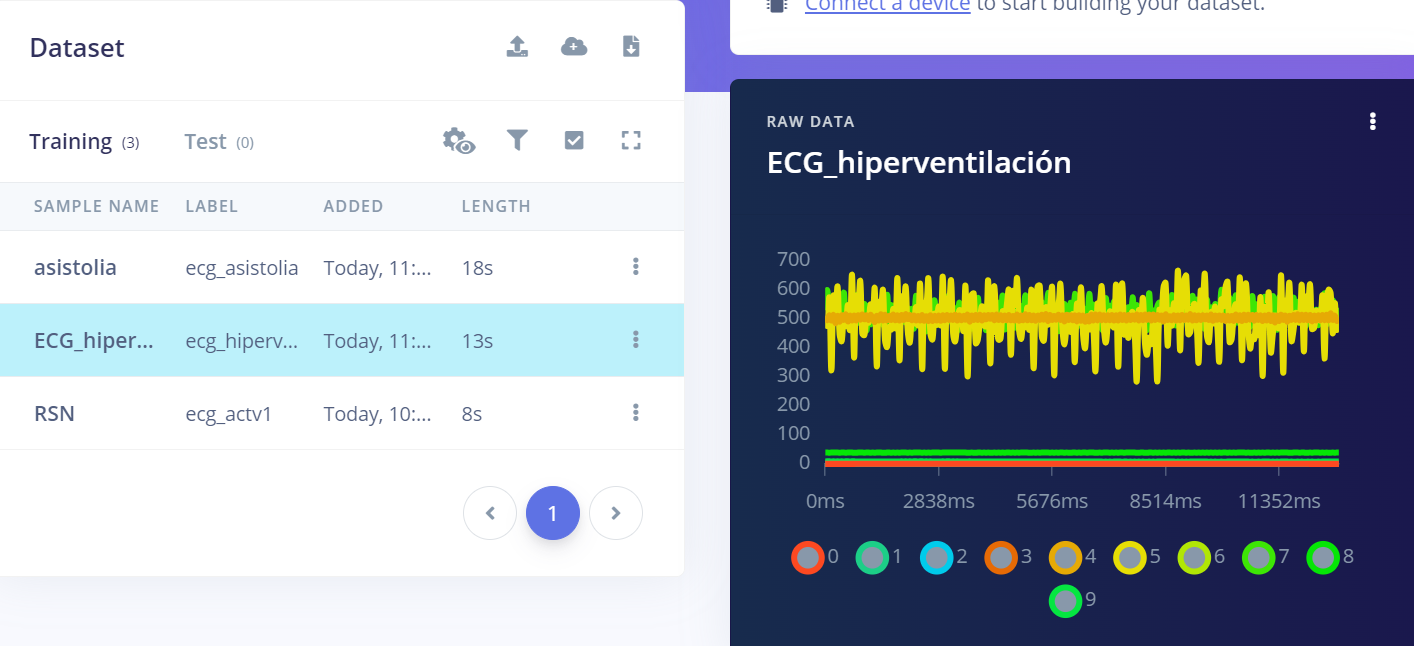 Connect a device to start building your dataset.
Dataset
Training (3) Test (0)
SAMPLE NAME LABEL ADDED LENGTH
asistolia ecg_asistolia Today, 11:... 18s
ECG_hiper... ecg_hiperv... Today, 11:... 13s
RSN ecg_actv1 Today, 10:... 8s
1
RAW DATA
ECG_hiperventilación
700
600
500
400
300
200
100
0
0ms 2838ms 5676ms 8514ms 11352ms
0 1 2 3 4 5 6 7 8
9